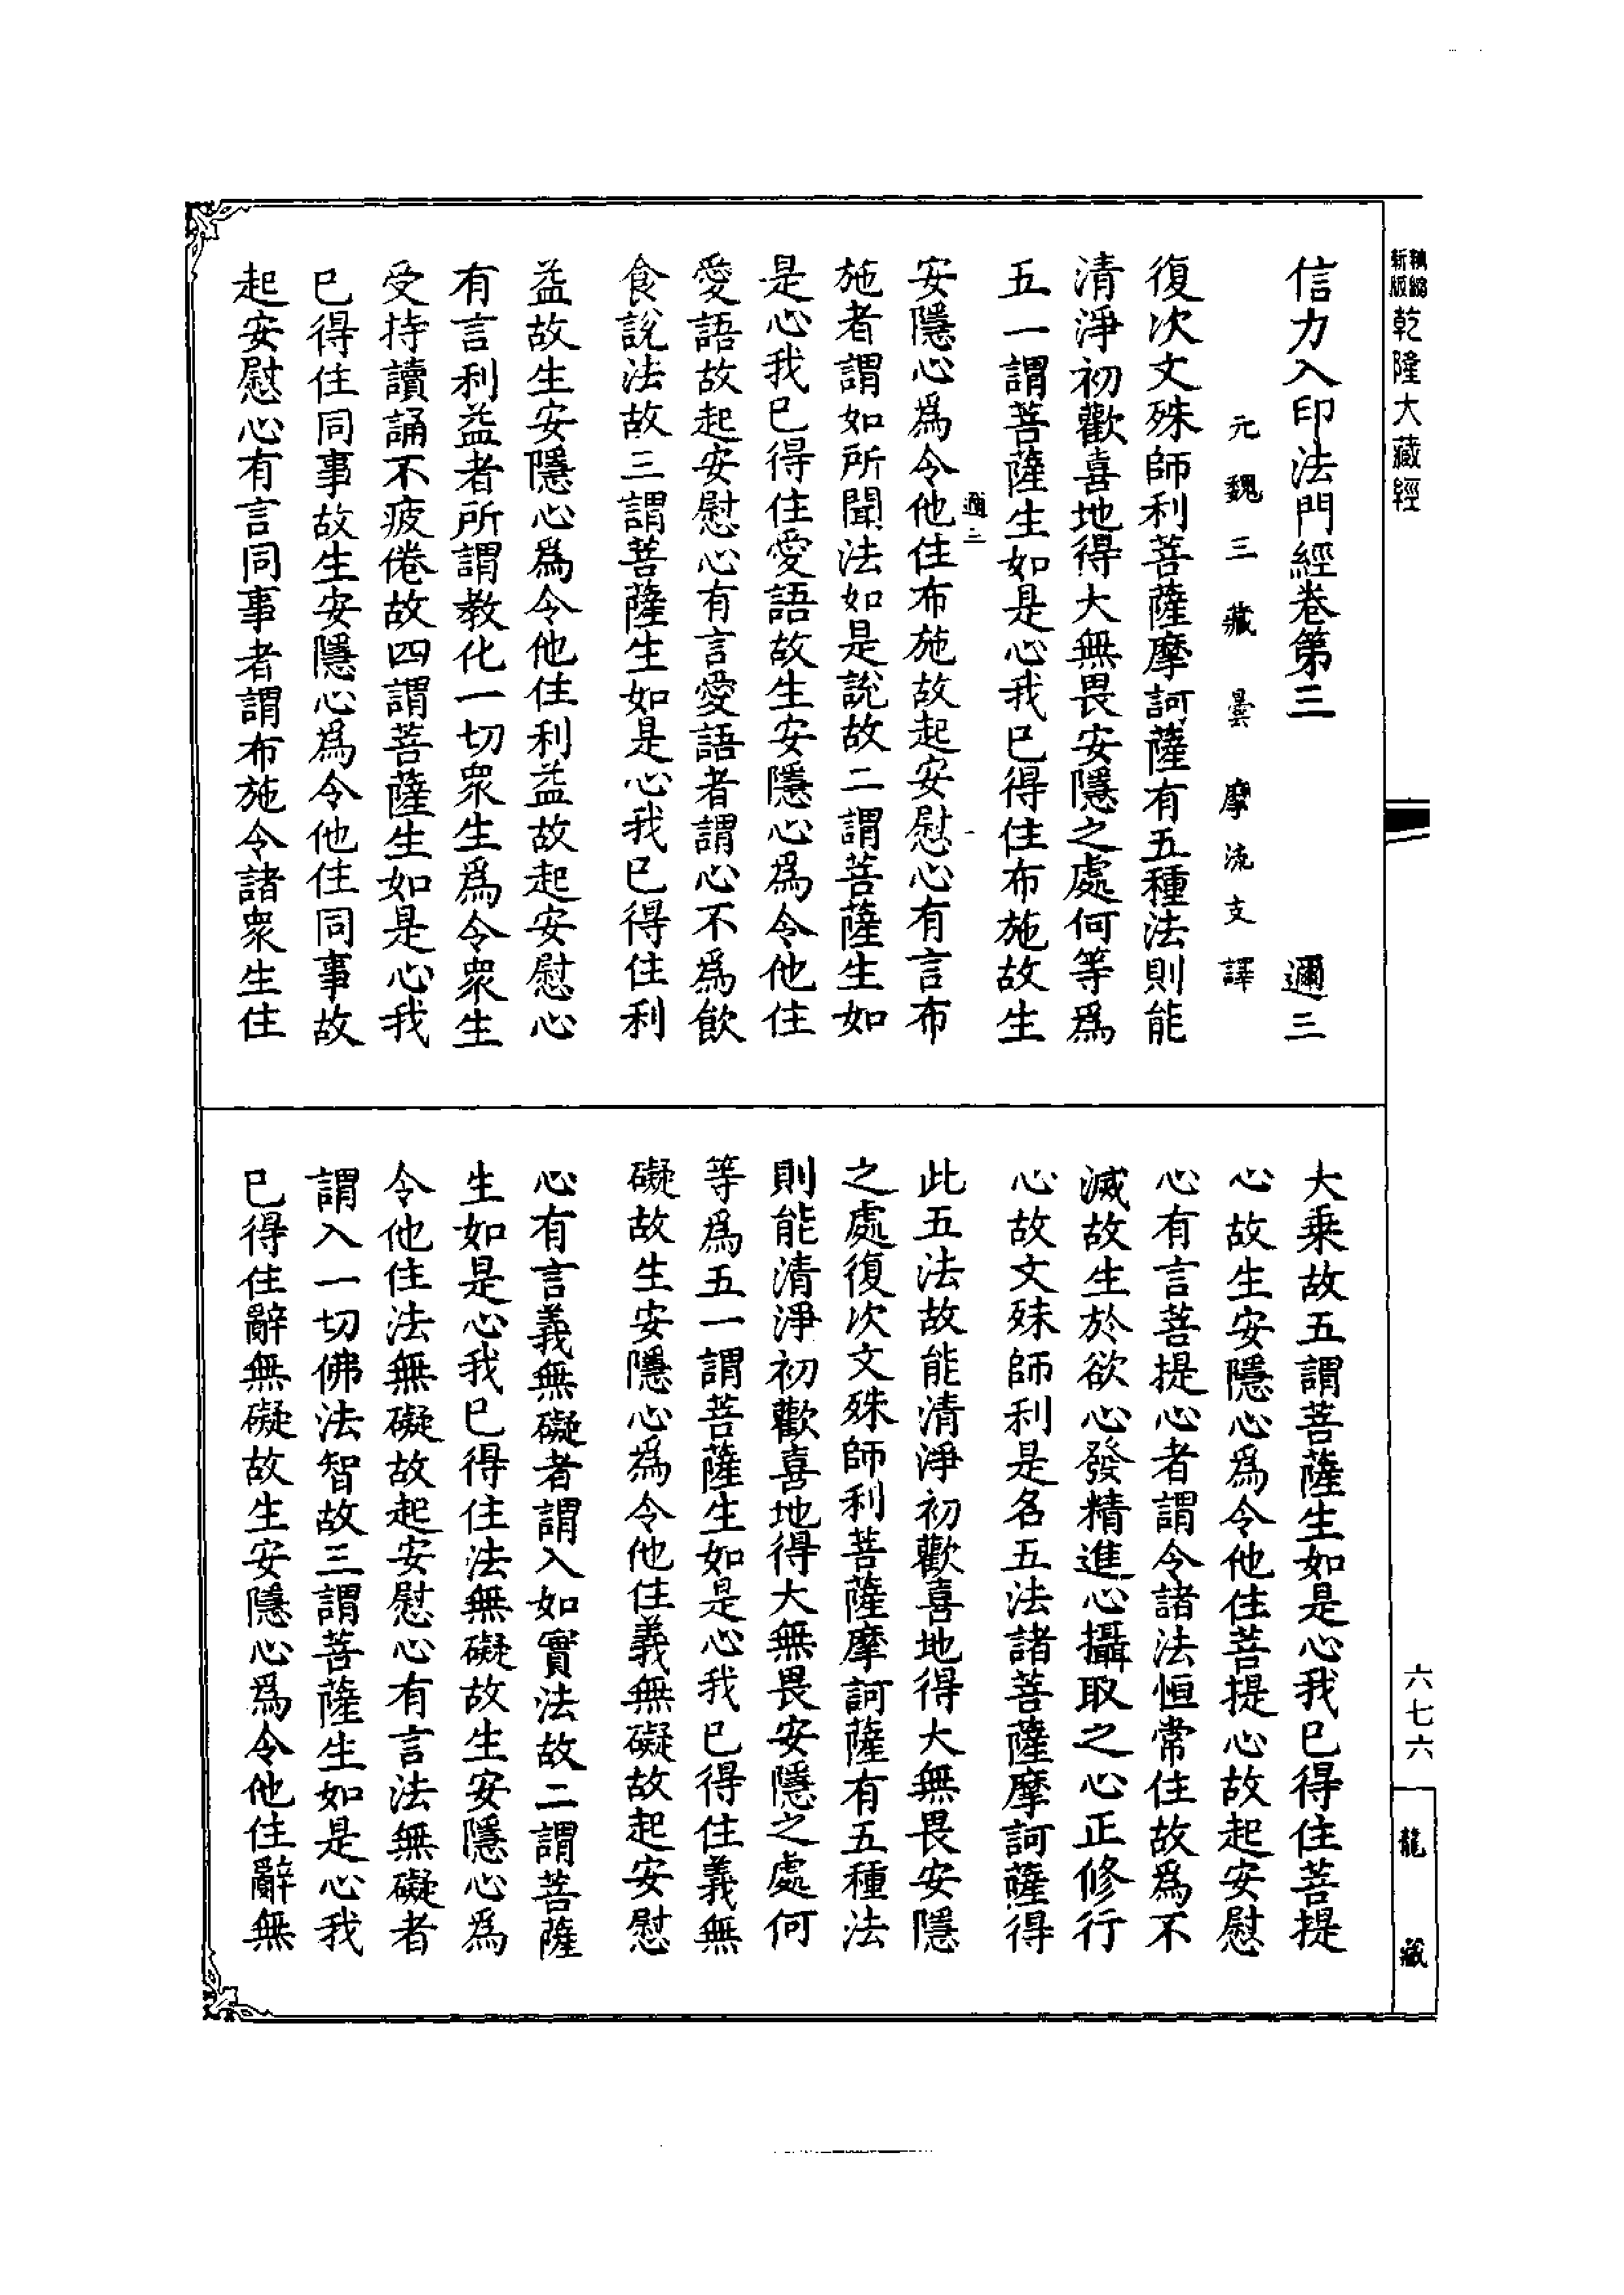 新版精縮乾隆大藏經
信力入印法門經卷第三 邇三
元魏三藏曇摩流支譯
復次文殊師利菩薩摩訶薩有五種法則能
清淨初歡喜地得大無畏安隱之處何等爲
五一謂菩薩生如是心我已得住布施故生
邇三 一
安隱心爲令他住布施故起安慰心有言布
施者謂如所聞法如是說故二謂菩薩生如
是心我已得住愛語故生安隱心爲令他住
愛語故起安慰心有言愛語者謂心不爲飲
食說法故三謂菩薩生如是心我已得住利
益故生安隱心爲令他住利益故起安慰心
有言利益者所謂教化一切衆生爲令衆生
受持讀誦不疲倦故四謂菩薩生如是心我
已得住同事故生安隱心爲令他住同事故
起安慰心有言同事者謂布施令諸衆生住
大乘故五謂菩薩生如是心我已得住菩提
心故生安隱心爲令他住菩提心故起安慰
心有言菩提心者謂令諸法恒常住故爲不
滅故生於欲心發精進心攝取之心正修行
心故文殊師利是名五法諸菩薩摩訶薩得
此五法故能清淨初歡喜地得大無畏安隱
之處復次文殊師利菩薩摩訶薩有五種法
則能清淨初歡喜地得大無畏安隱之處何
等爲五一謂菩薩生如是心我已得住義無
礙故生安隱心爲令他住義無礙故起安慰
心有言義無礙者謂入如實法故二謂菩薩
生如是心我已得住法無礙故生安隱心爲
令他住法無礙故起安慰心有言法無礙者
謂入一切佛法智故三謂菩薩生如是心我
已得住辭無礙故生安隱心爲令他住辭無
六七六
龍藏